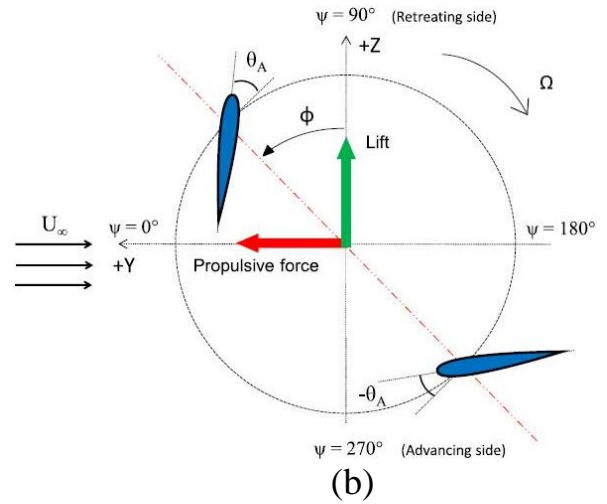 ψ = 90° (Retreating side)
+Z
θA
Ω
ϕ
Lift
U∞
ψ = 0°
ψ = 180°
+Y
Propulsive force
-θA
ψ = 270° (Advancing side)
(b)